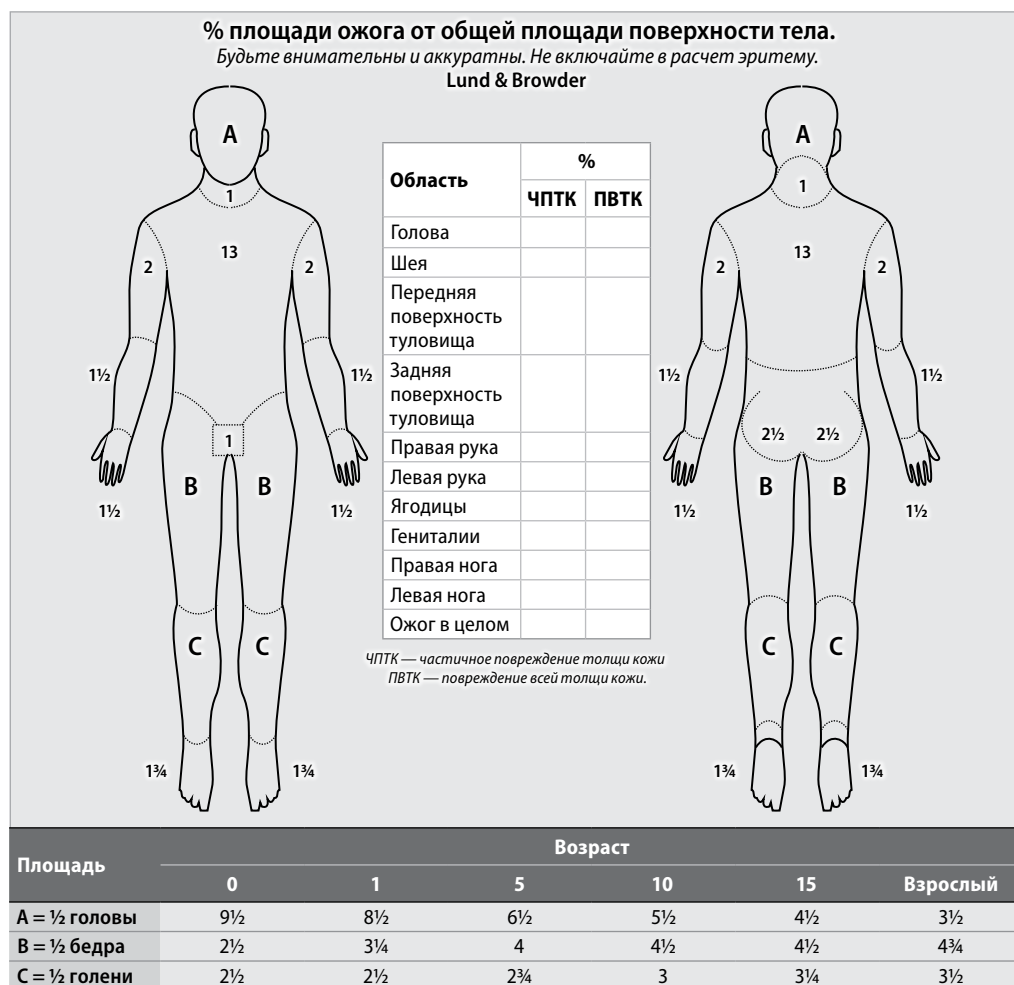 % площади ожога от общей площади поверхности тела.
Будьте внимательны и аккуратны. Не включайте в расчет эритему.
Lund & Browder
A
1
13
2
2
1½
1½
1
B
B
1½
1½
C
C
1¾
1¾
Область
%
ЧПТК ПВТК
Голова
Шея
Передняя
поверхность
туловища
Задняя
поверхность
туловища
Правая рука
Левая рука
Ягодицы
Гениталии
Правая нога
Левая нога
Ожог в целом
ЧПТК — частичное повреждение толщи кожи
ПВТК — повреждение всей толщи кожи.
A
1
13
2
2
1½
1½
2½
2½
B
B
1½
1½
C
C
1¾
1¾
Площадь
Возраст
0 1 5 10 15 Взрослый
A = ½ головы 9½ 8½ 6½ 5½ 4½ 3½
B = ½ бедра 2½ 3¼ 4 4½ 4½ 4¾
C = ½ голени 2½ 2½ 2¾ 3 3¼ 3½